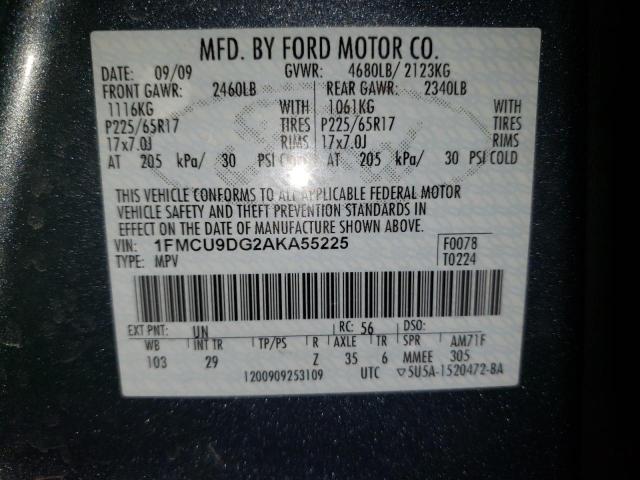 MFD. BY FORD MOTOR CO.
DATE: 09/09 GVWR: 4680LB/ 2123KG
FRONT GAWR: 2460LB REAR GAWR: 2340LB
1116KG WITH 1061KG WITH
P225/65R17 TIRES P225/65R17 TIRES
17x7.0J RIMS 17x7.0J RIMS
AT 205 kPa/ 30 PSI COLD AT 205 kPa/ 30 PSI COLD
THIS VEHICLE CONFORMS TO ALL APPLICABLE FEDERAL MOTOR
VEHICLE SAFETY AND THEFT PREVENTION STANDARDS IN
EFFECT ON THE DATE OF MANUFACTURE SHOWN ABOVE.
VIN: 1FMCU9DG2AKA55225 F0078
TYPE: MPV T0224
EXT PNT: UN RC: 56 DSO:
WB INT TR TP/PS R AXLE TR SPR AM71F
103 29 Z 35 6 MMEE 305
1200909253109 UTC ▽5U5A-1520472-BA